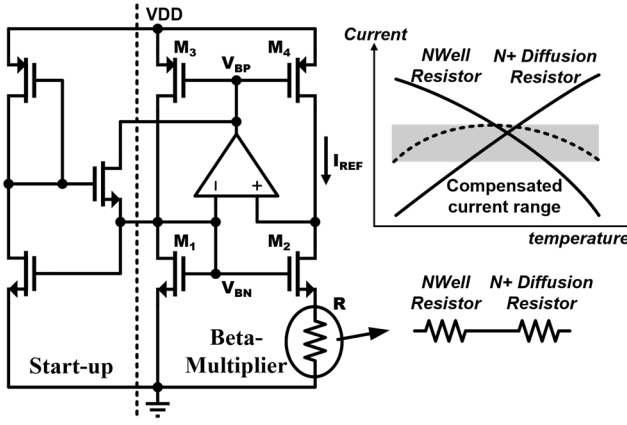 VDD
M3
M4
VBP
IREF
M1
M2
VBN
R
Start-up
Beta-
Multiplier
Current
NWell
Resistor
N+ Diffusion
Resistor
Compensated
current range
temperature
NWell
Resistor
N+ Diffusion
Resistor